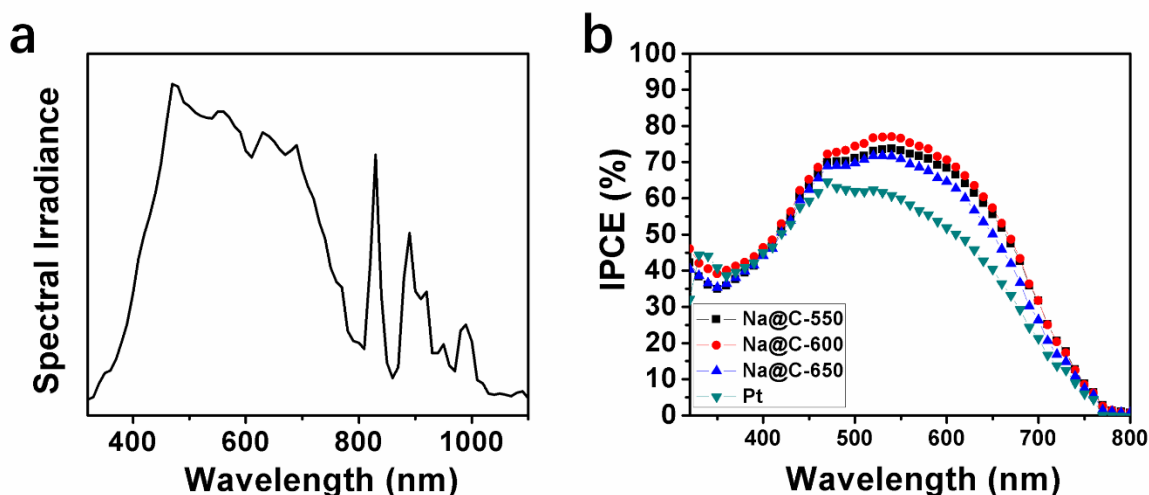 a
Spectral Irradiance
400
600
800
1000
Wavelength (nm)
b
IPCE (%)
100
90
80
70
60
50
40
30
20
10
0
Na@C-550
Na@C-600
Na@C-650
Pt
400
500
600
700
800
Wavelength (nm)